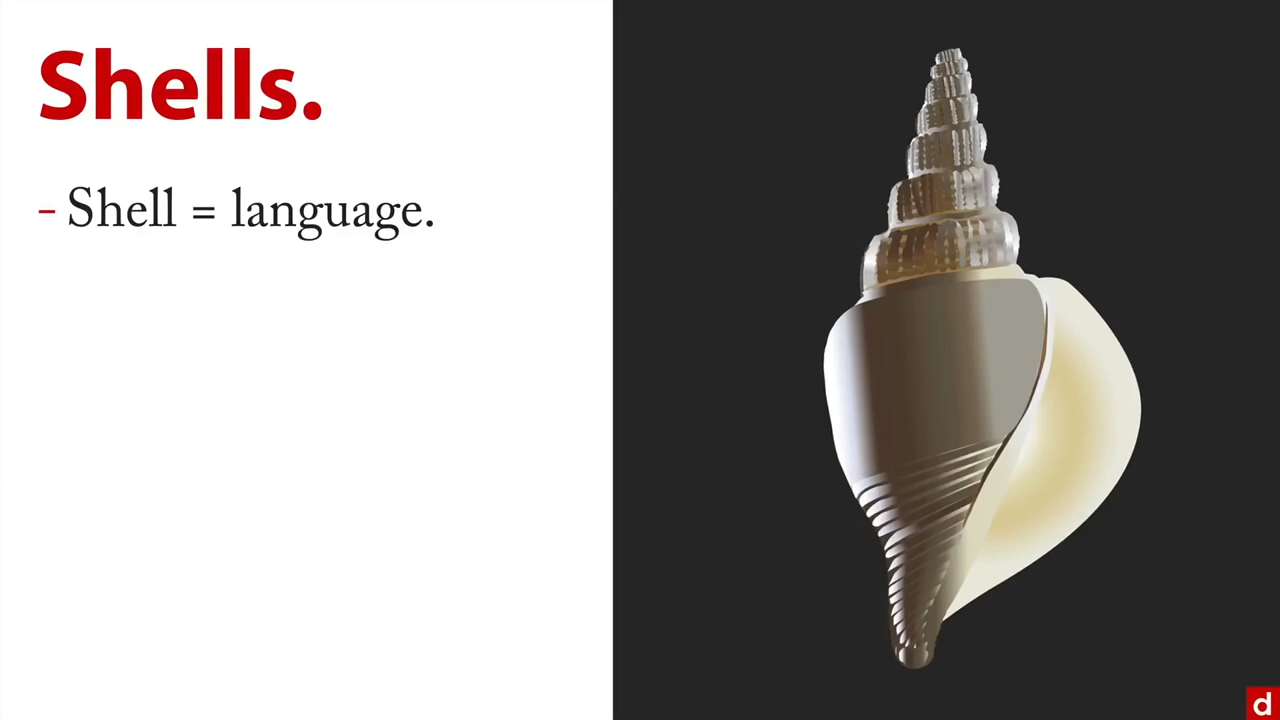 Shells.
– Shell = language.
d